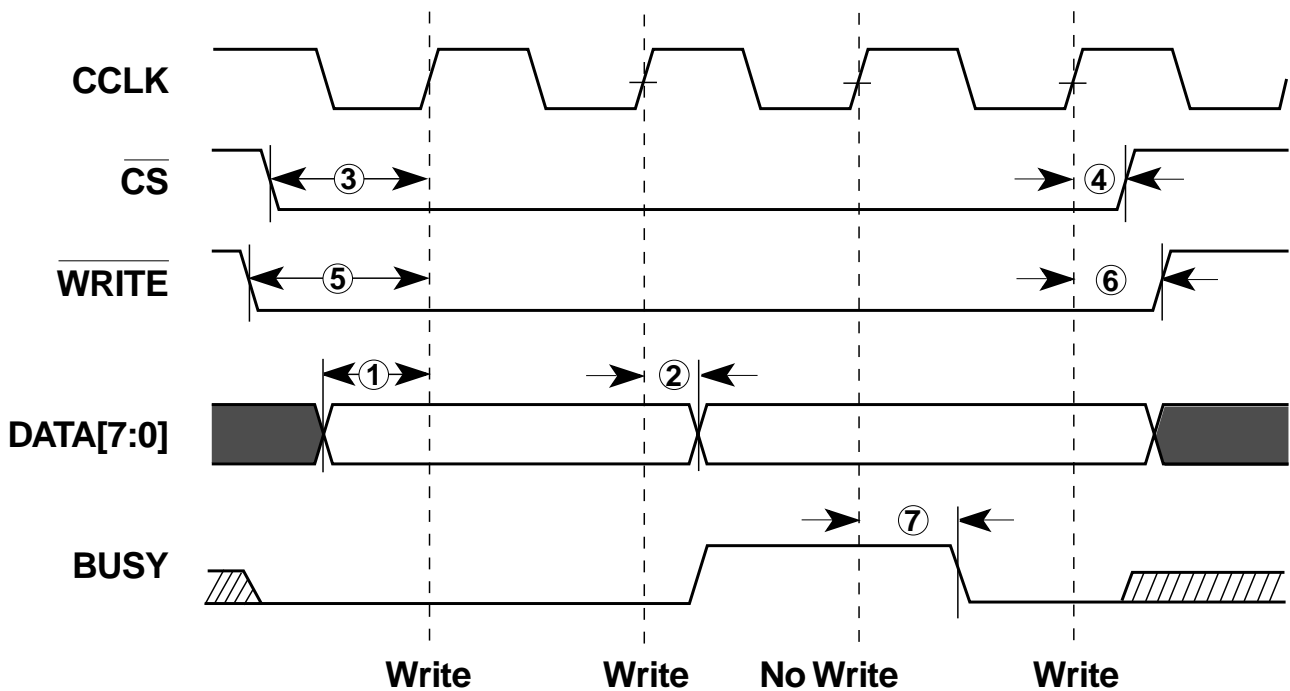 CCLK
CS
③ ④
WRITE
⑤ ⑥
① ②
DATA[7:0]
⑦
BUSY
Write Write No Write Write